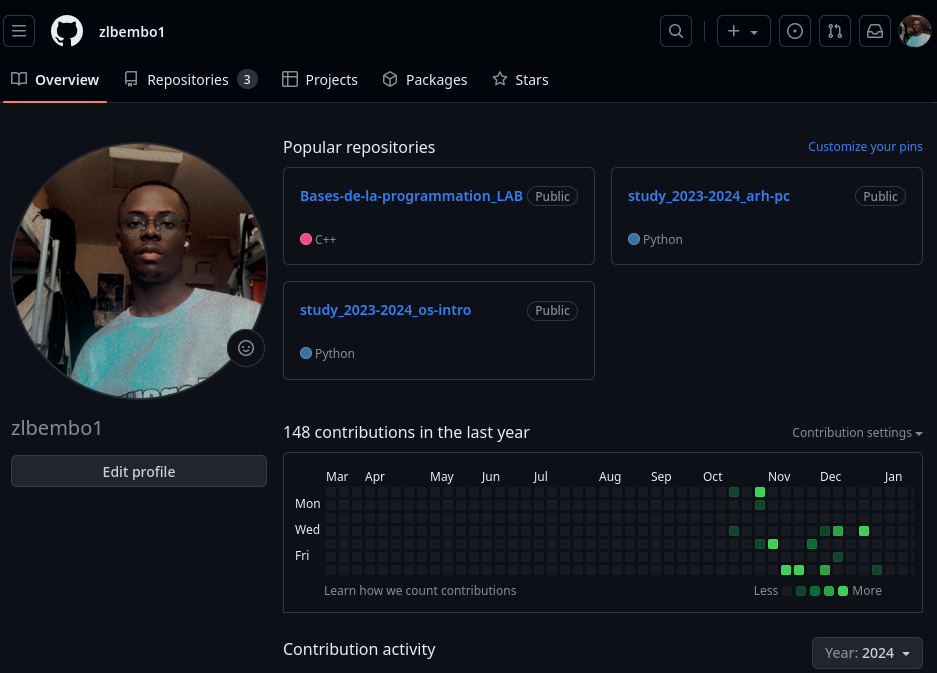 zlbembo1
Overview Repositories 3 Projects Packages Stars
Popular repositories Customize your pins
Bases-de-la-programmation_LAB Public
C++
study_2023-2024_arh-pc Public
Python
study_2023-2024_os-intro Public
Python
zlbembo1
Edit profile
148 contributions in the last year Contribution settings
Mar Apr May Jun Jul Aug Sep Oct Nov Dec Jan
Mon
Wed
Fri
Learn how we count contributions Less More
Contribution activity Year: 2024